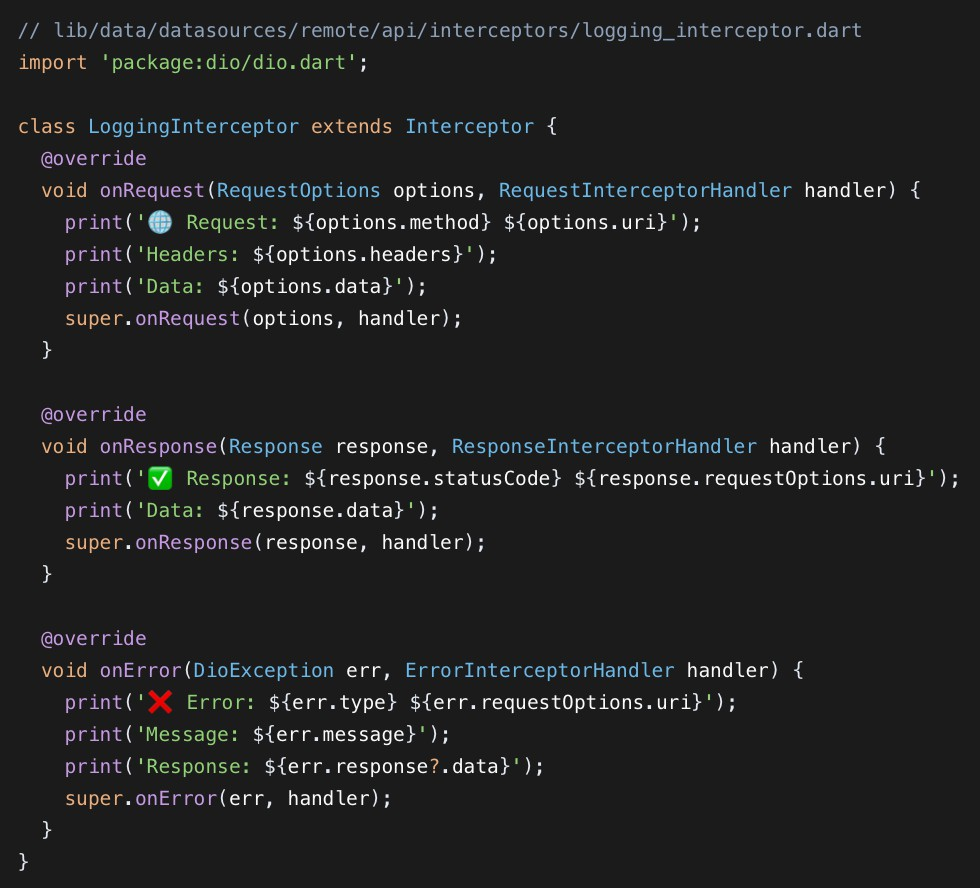 // lib/data/datasources/remote/api/interceptors/logging_interceptor.dart
import 'package:dio/dio.dart';

class LoggingInterceptor extends Interceptor {
  @override
  void onRequest(RequestOptions options, RequestInterceptorHandler handler) {
    print('🌐 Request: ${options.method} ${options.uri}');
    print('Headers: ${options.headers}');
    print('Data: ${options.data}');
    super.onRequest(options, handler);
  }

  @override
  void onResponse(Response response, ResponseInterceptorHandler handler) {
    print('✅ Response: ${response.statusCode} ${response.requestOptions.uri}');
    print('Data: ${response.data}');
    super.onResponse(response, handler);
  }

  @override
  void onError(DioException err, ErrorInterceptorHandler handler) {
    print('❌ Error: ${err.type} ${err.requestOptions.uri}');
    print('Message: ${err.message}');
    print('Response: ${err.response?.data}');
    super.onError(err, handler);
  }
}